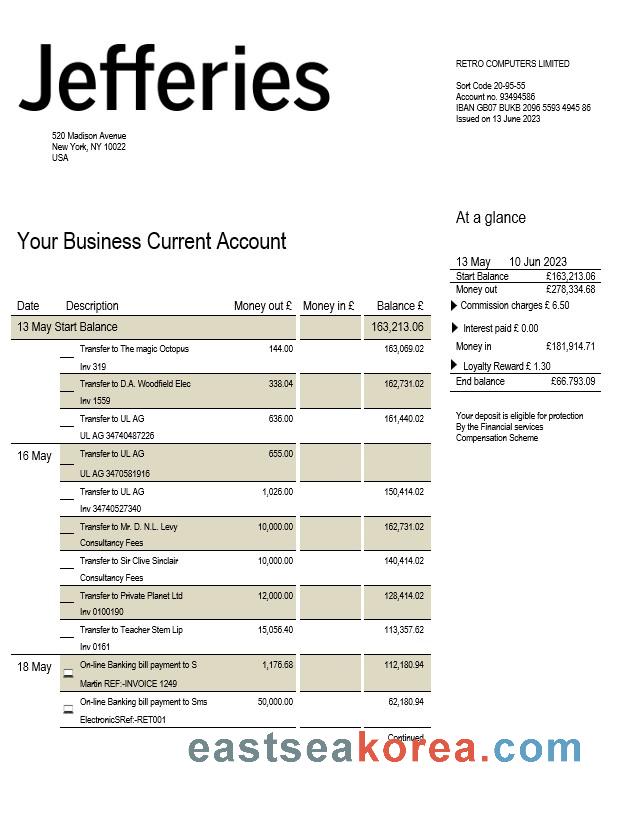 Jefferies
RETRO COMPUTERS LIMITED
Sort Code 20-95-55
Account no. 93494586
IBAN GB07 BUKB 2096 5593 4945 86
Issued on 13 June 2023
520 Madison Avenue
New York, NY 10022
USA
At a glance
Your Business Current Account
13 May 10 Jun 2023
Start Balance £163,213.06
Money out £278,334.68
Commission charges £ 6.50
Interest paid £ 0.00
Money in £181,914.71
Loyalty Reward £ 1.30
End balance £66.793.09
Your deposit is eligible for protection
By the Financial services
Compensation Scheme
Date Description Money out £ Money in £ Balance £
13 May Start Balance 163,213.06
Transfer to The magic Octopus 144.00 163,069.02
Inv 319
Transfer to D.A. Woodfield Elec 338.04 162,731.02
Inv 1559
Transfer to UL AG 636.00 161,440.02
UL AG 34740487226
16 May Transfer to UL AG 655.00
UL AG 3470581916
Transfer to UL AG 1,026.00 150,414.02
Inv 34740527340
Transfer to Mr. D. N.L. Levy 10,000.00 162,731.02
Consultancy Fees
Transfer to Sir Clive Sinclair 10,000.00 140,414.02
Consultancy Fees
Transfer to Private Planet Ltd 12,000.00 128,414.02
Inv 0100190
Transfer to Teacher Stem Lip 15,056.40 113,357.62
Inv 0161
18 May On-line Banking bill payment to S 1,176.68 112,180.94
Martin REF:-INVOICE 1249
On-line Banking bill payment to Sms 50,000.00 62,180.94
ElectronicSRef:-RET001
Continued
eastseakorea.com